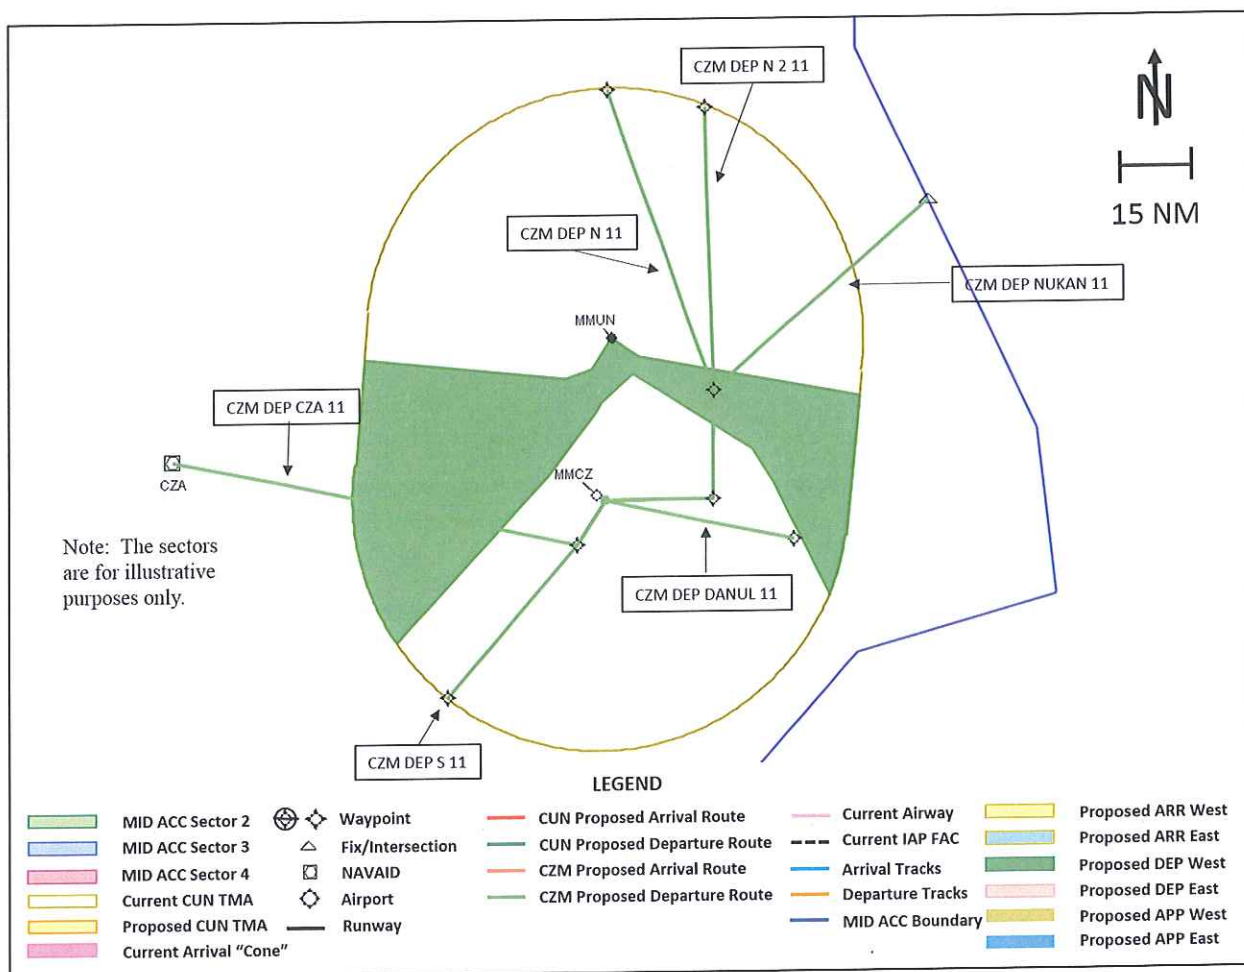 CZM DEP N 2 11
N
15 NM
CZM DEP N 11
CZM DEP NUKAN 11
MMUN
CZM DEP CZA 11
CZA
MMCZ
Note: The sectors
are for illustrative
purposes only.
CZM DEP DANUL 11
CZM DEP S 11
LEGEND
MID ACC Sector 2
MID ACC Sector 3
MID ACC Sector 4
Current CUN TMA
Proposed CUN TMA
Current Arrival “Cone”
Waypoint
Fix/Intersection
NAVAID
Airport
Runway
CUN Proposed Arrival Route
CUN Proposed Departure Route
CZM Proposed Arrival Route
CZM Proposed Departure Route
Current Airway
Current IAP FAC
Arrival Tracks
Departure Tracks
MID ACC Boundary
Proposed ARR West
Proposed ARR East
Proposed DEP West
Proposed DEP East
Proposed APP West
Proposed APP East